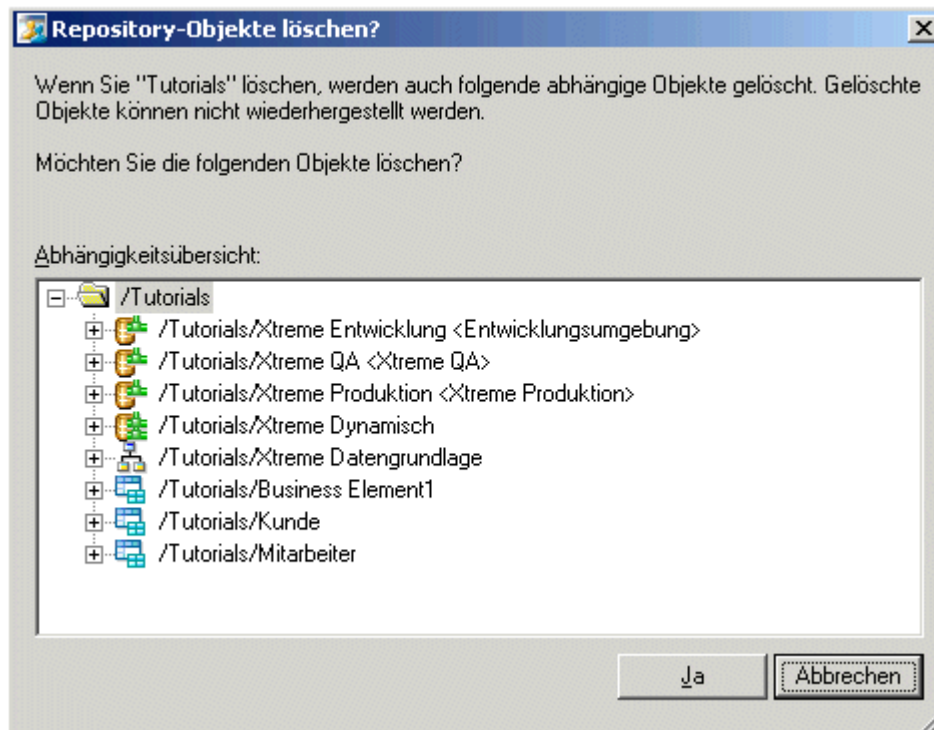 Repository-Objekte löschen?
Wenn Sie "Tutorials" löschen, werden auch folgende abhängige Objekte gelöscht. Gelöschte
Objekte können nicht wiederhergestellt werden.
Möchten Sie die folgenden Objekte löschen?
Abhängigkeitsübersicht:
/Tutorials
/Tutorials/Xtreme Entwicklung <Entwicklungsumgebung>
/Tutorials/Xtreme QA <Xtreme QA>
/Tutorials/Xtreme Produktion <Xtreme Produktion>
/Tutorials/Xtreme Dynamisch
/Tutorials/Xtreme Datengrundlage
/Tutorials/Business Element1
/Tutorials/Kunde
/Tutorials/Mitarbeiter
Ja
Abbrechen